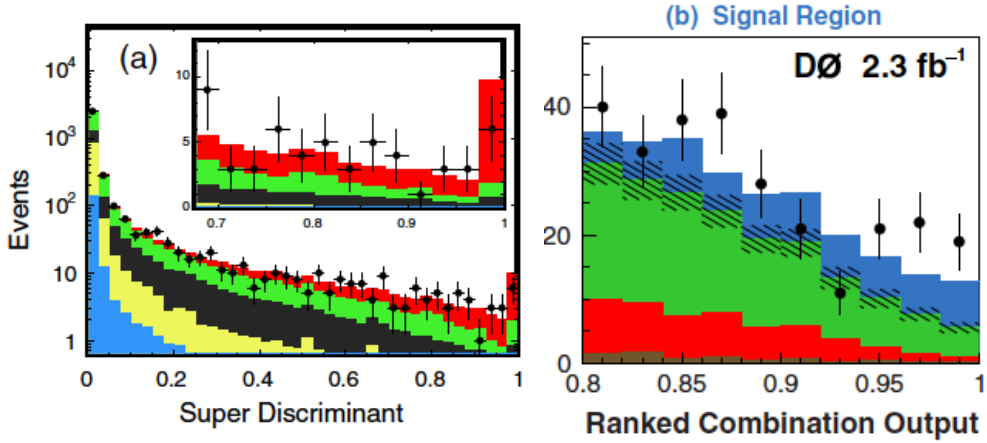 (a)
10⁴
10³
10²
10
1
Events
0 0.2 0.4 0.6 0.8 1
Super Discriminant
10
5
0
0.7 0.8 0.9 1
(b) Signal Region
DØ 2.3 fb⁻¹
40
20
0
0.8 0.85 0.9 0.95 1
Ranked Combination Output